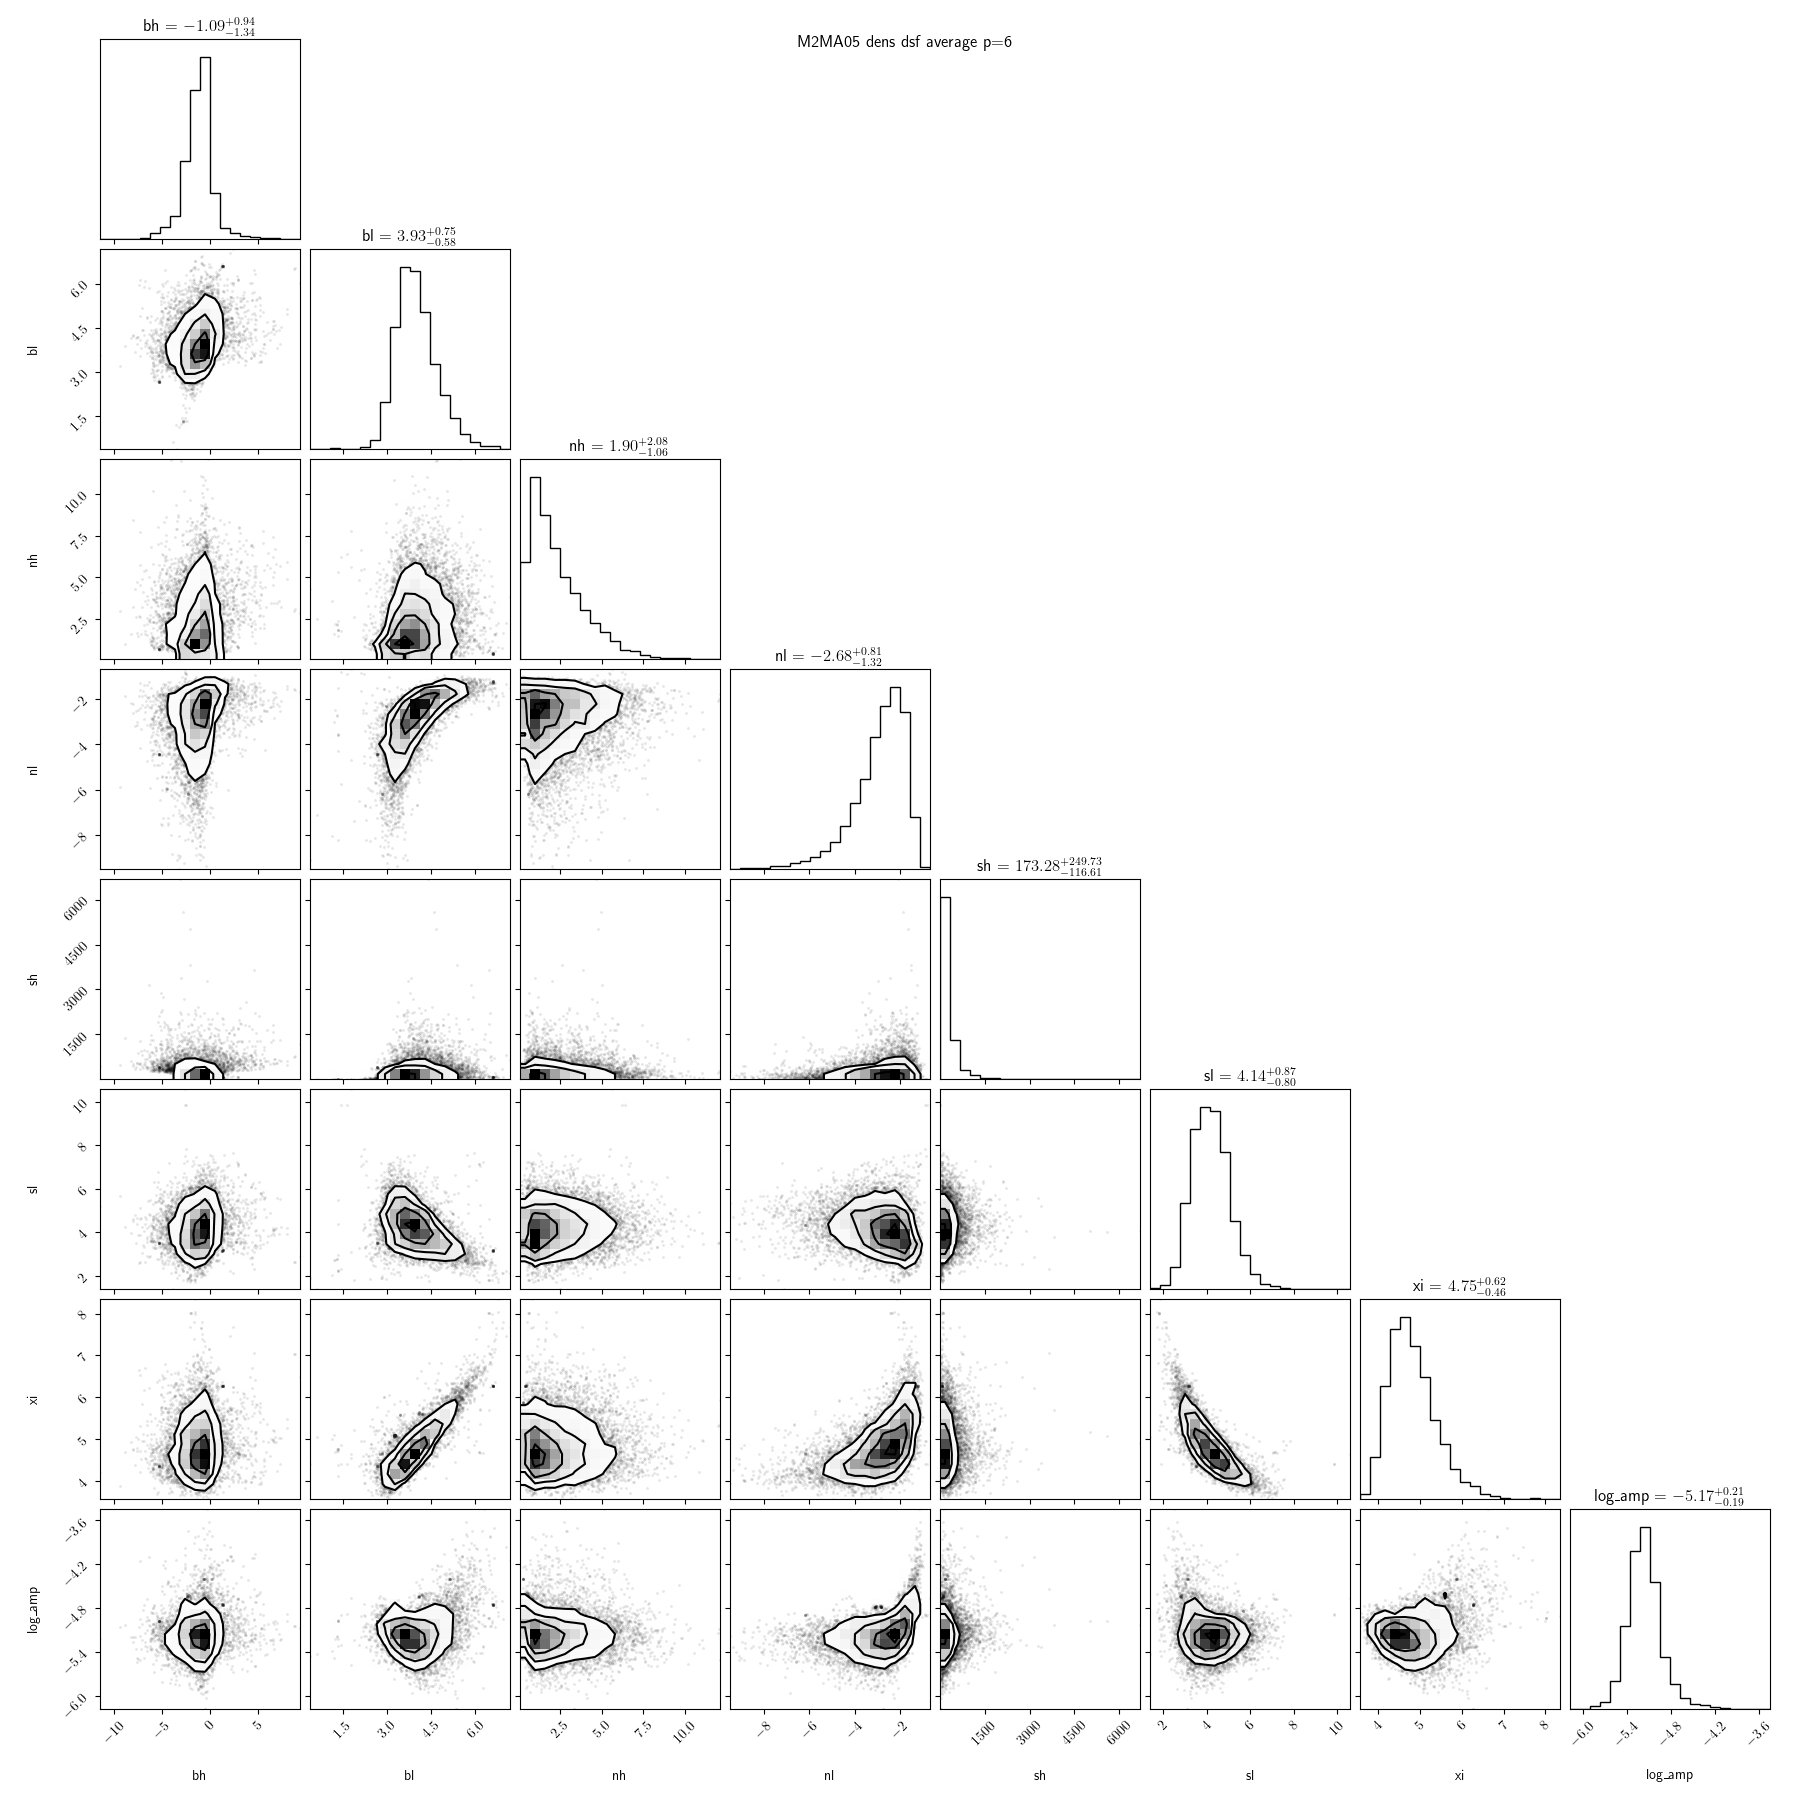 bh = −1.09+0.94−1.34
M2MA05 dens dsf average p=6
bl = 3.93+0.75−0.58
6.0
4.5
3.0
1.5
bl
nh = 1.90+2.08−1.06
10.0
7.5
5.0
2.5
nh
nl = −2.68+0.81−1.32
−2
−4
−6
−8
nl
sh = 173.28+249.73−116.61
6000
4500
3000
1500
sh
sl = 4.14+0.87−0.80
10
8
6
4
2
sl
xi = 4.75+0.62−0.46
8
7
6
5
4
xi
log_amp = −5.17+0.21−0.19
−3.6
−4.2
−4.8
−5.4
−6.0
log_amp
−10 −5 0 5 1.5 3.0 4.5 6.0 2.5 5.0 7.5 10.0 −8 −6 −4 −2 1500 3000 4500 6000 2 4 6 8 10 4 5 6 7 8 −6.0 −5.4 −4.8 −4.2 −3.6
bh bl nh nl sh sl xi log_amp